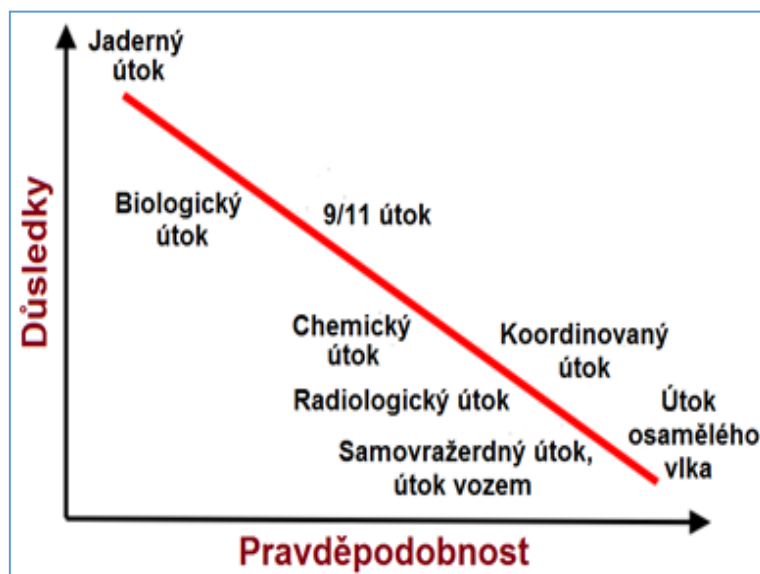 Jaderný
útok
Biologický
útok
9/11 útok
Chemický
útok
Koordinovaný
útok
Radiologický útok
Útok
osamělého
vlka
Samovražerdný útok,
útok vozem
Důsledky
Pravděpodobnost